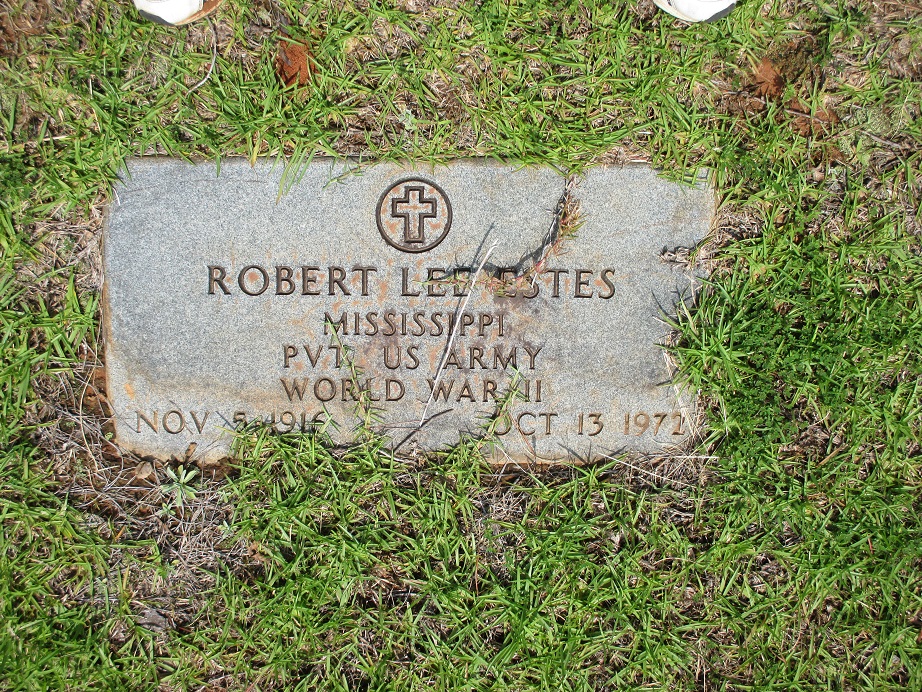 ROBERT LEE ESTES
MISSISSIPPI
PVT US ARMY
WORLD WAR II
NOV 5 1916 OCT 13 1972